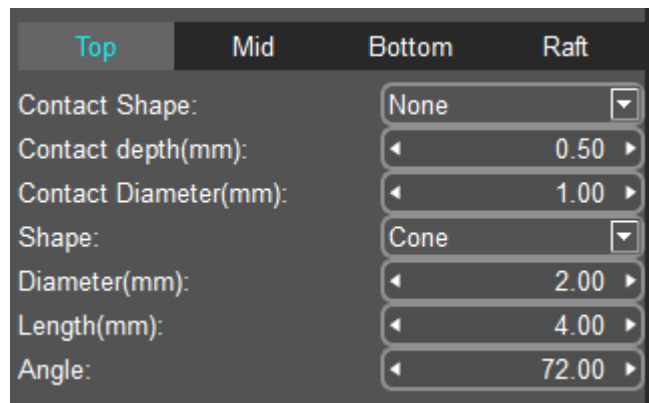 Top Mid Bottom Raft
Contact Shape: None
Contact depth(mm): 0.50
Contact Diameter(mm): 1.00
Shape: Cone
Diameter(mm): 2.00
Length(mm): 4.00
Angle: 72.00